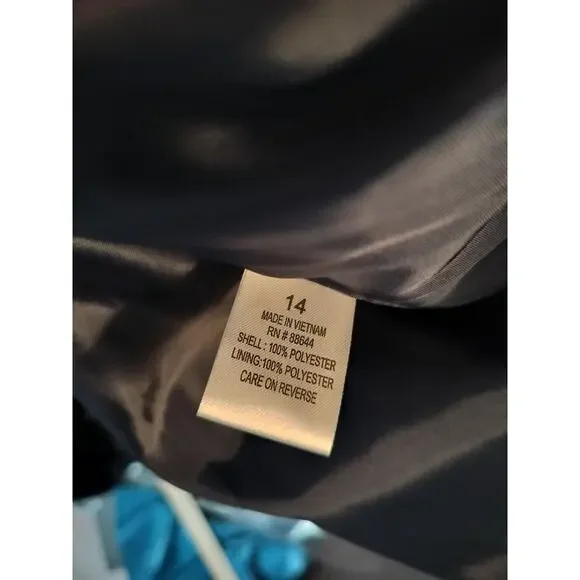 14
MADE IN VIETNAM
RN # 88644
SHELL : 100% POLYESTER
LINING:100% POLYESTER
CARE ON REVERSE